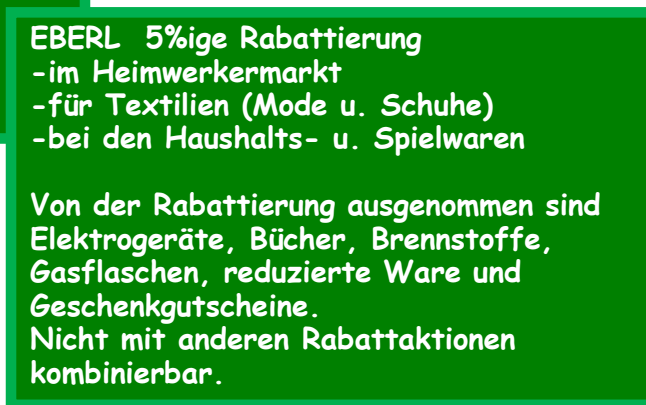 EBERL  5%ige Rabattierung
-im Heimwerkermarkt
-für Textilien (Mode u. Schuhe)
-bei den Haushalts- u. Spielwaren
Von der Rabattierung ausgenommen sind
Elektrogeräte, Bücher, Brennstoffe,
Gasflaschen, reduzierte Ware und
Geschenkgutscheine.
Nicht mit anderen Rabattaktionen
kombinierbar.